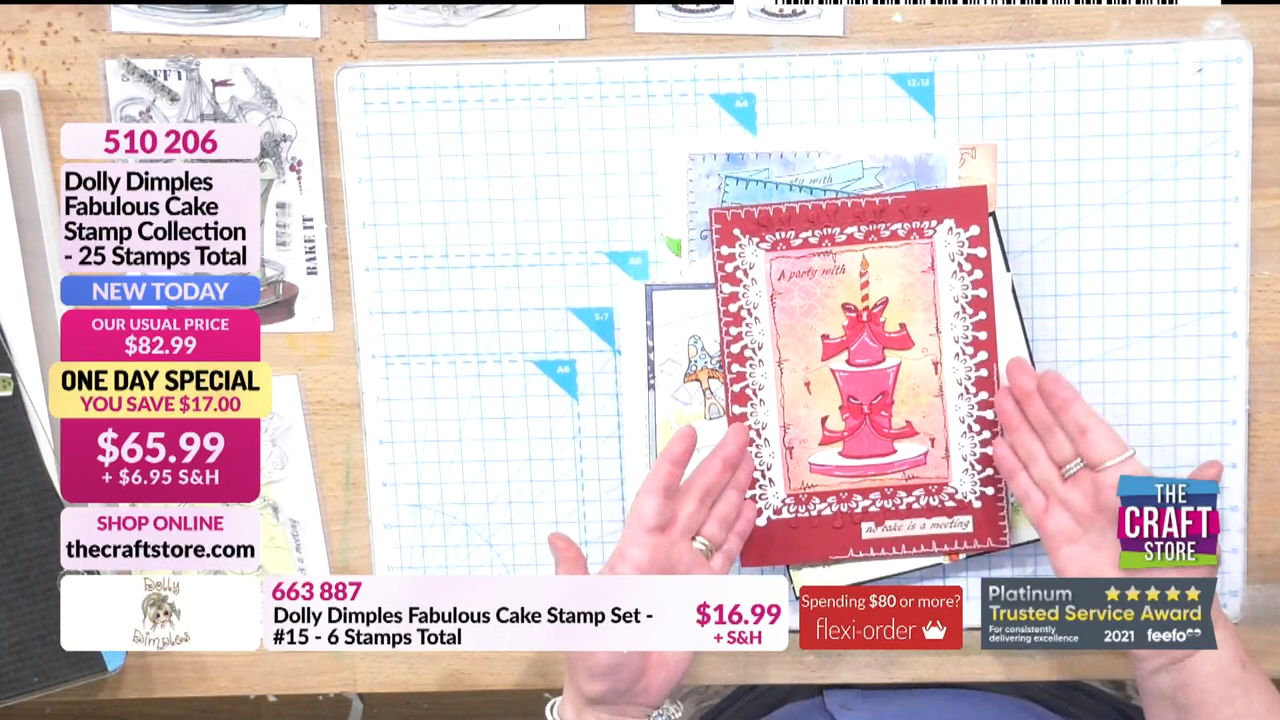 510 206
Dolly Dimples
Fabulous Cake
Stamp Collection
- 25 Stamps Total
NEW TODAY
OUR USUAL PRICE
$82.99
ONE DAY SPECIAL
YOU SAVE $17.00
$65.99
+ $6.95 S&H
SHOP ONLINE
thecraftstore.com
BAKE IT
12x12
A4
A5
5x7
A6
party with
A party with
no cake is a meeting
THE
CRAFT
STORE
Dolly
Dimples
663 887
Dolly Dimples Fabulous Cake Stamp Set -
#15 - 6 Stamps Total
$16.99
+ S&H
Spending $80 or more?
flexi-order
Platinum
Trusted Service Award
For consistently
delivering excellence
2021 feefo